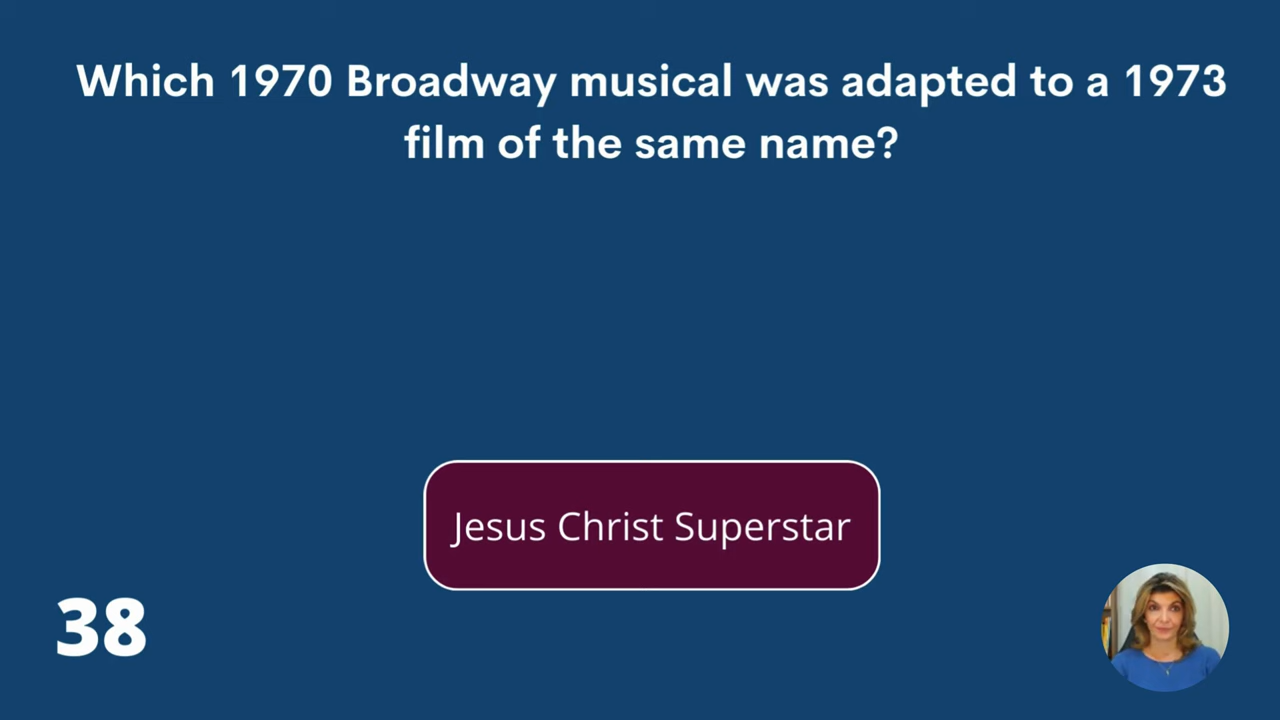 Which 1970 Broadway musical was adapted to a 1973
film of the same name?
Jesus Christ Superstar
38